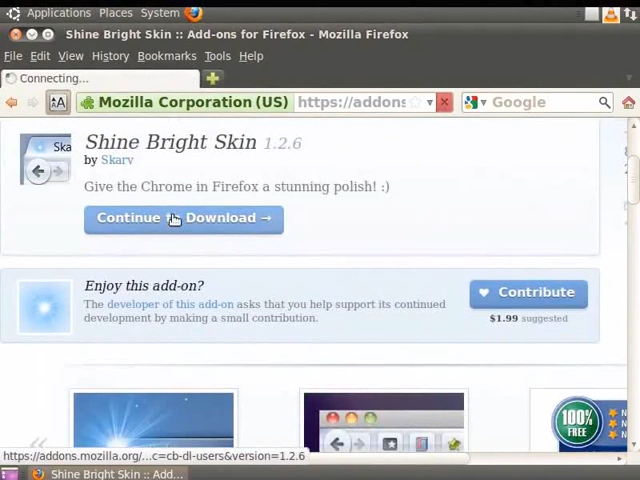 Applications Places System
Shine Bright Skin :: Add-ons for Firefox - Mozilla Firefox
File Edit View History Bookmarks Tools Help
Connecting...
Mozilla Corporation (US) https://addons Google
Ska
Shine Bright Skin 1.2.6
by Skarv
Give the Chrome in Firefox a stunning polish! :)
Continue Download →
Enjoy this add-on?
The developer of this add-on asks that you help support its continued
development by making a small contribution.
Contribute
$1.99 suggested
100%
FREE
https://addons.mozilla.org/...c=cb-dl-users&version=1.2.6
Shine Bright Skin :: Add...